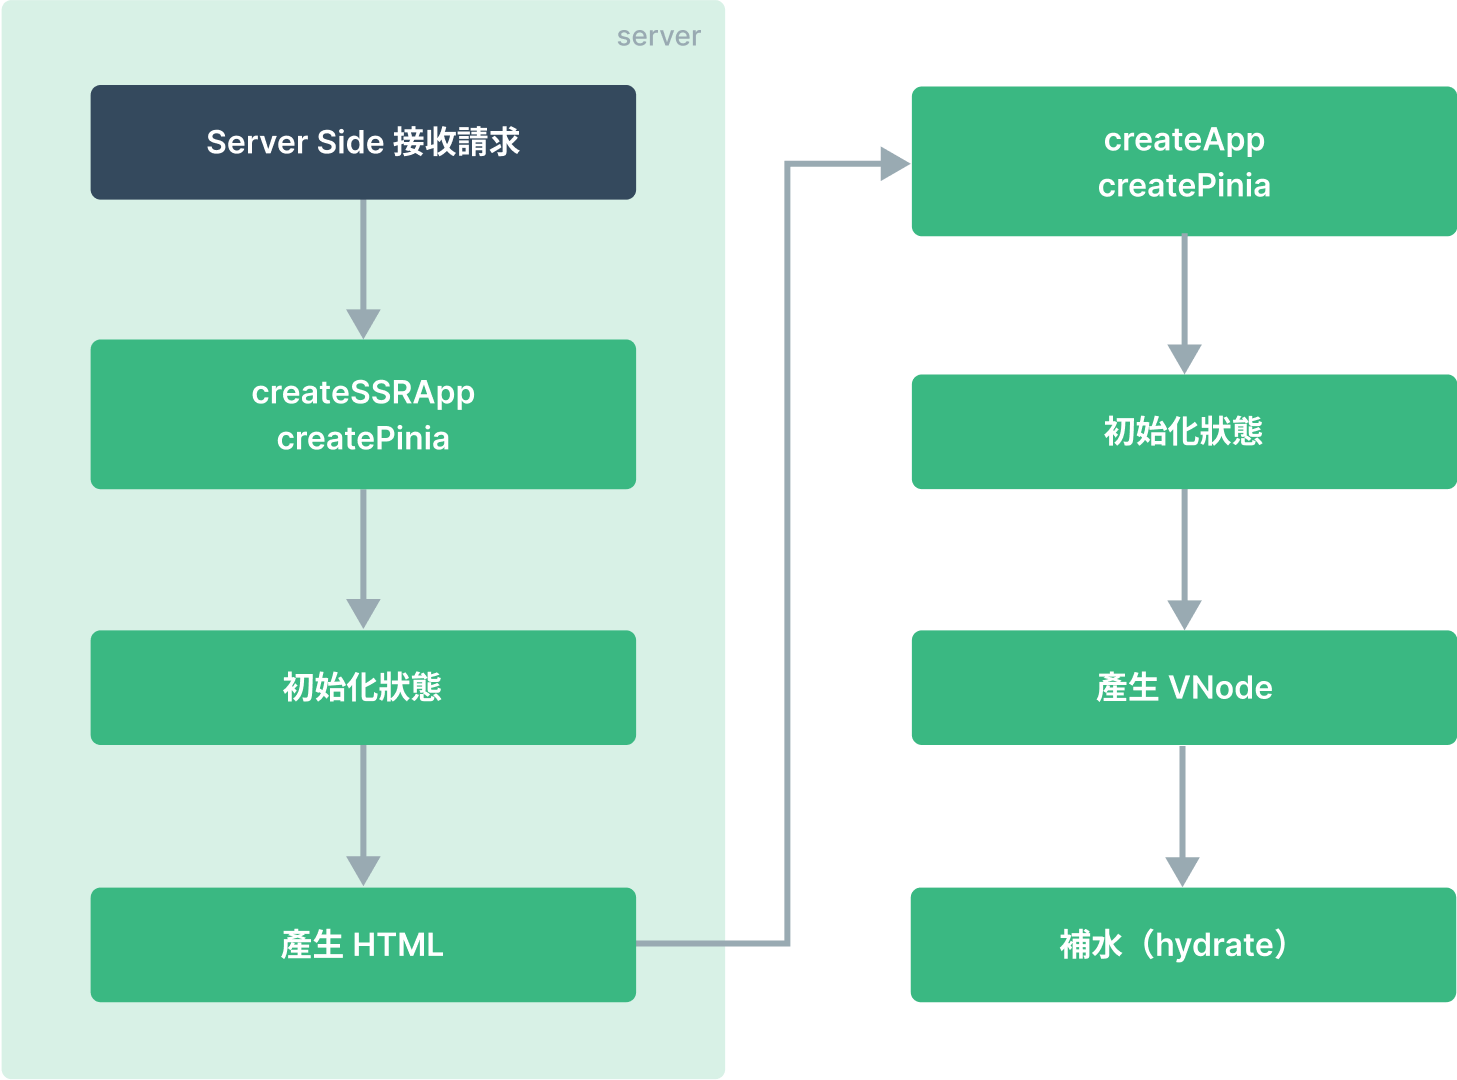 server
Server Side 接收請求
createSSRApp
createPinia
初始化狀態
產生 HTML
createApp
createPinia
初始化狀態
產生 VNode
補水（hydrate）